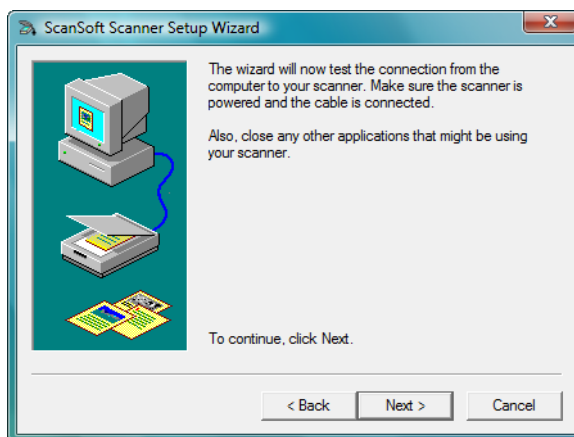 ScanSoft Scanner Setup Wizard
The wizard will now test the connection from the
computer to your scanner. Make sure the scanner is
powered and the cable is connected.
Also, close any other applications that might be using
your scanner.
To continue, click Next.
< Back
Next >
Cancel